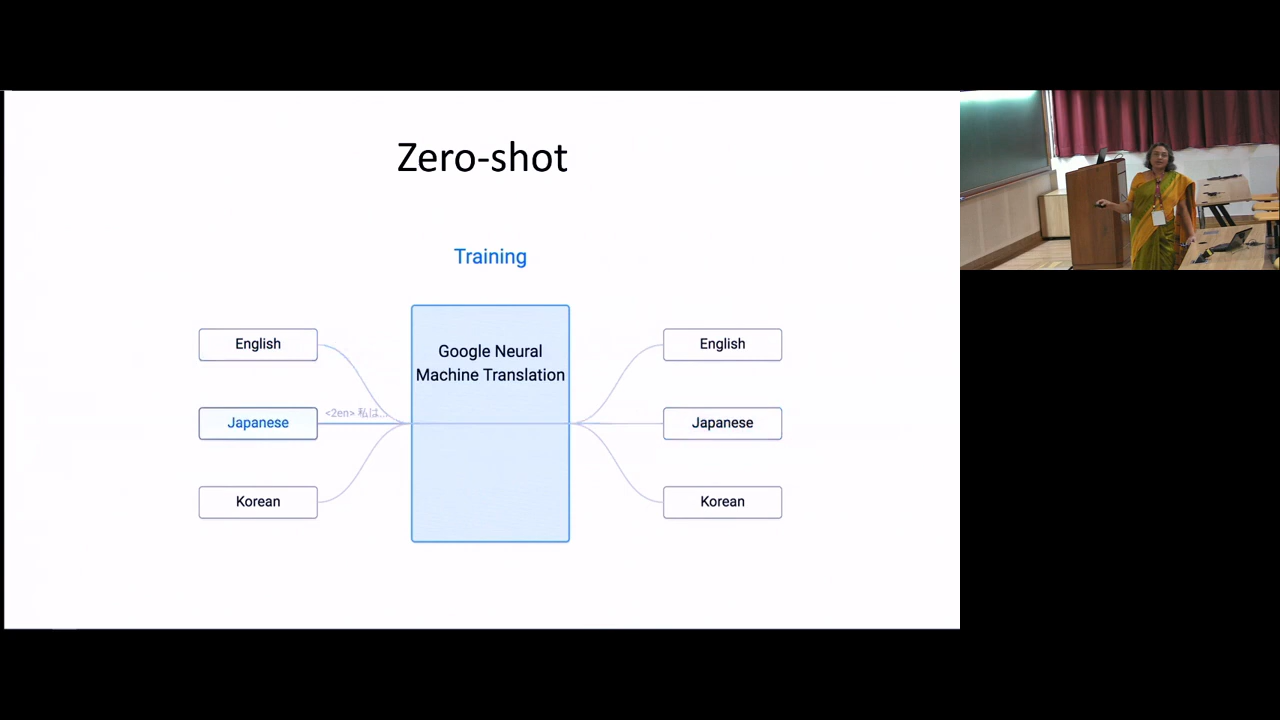 Zero-shot
Training
English
Google Neural
Machine Translation
English
Japanese
<2en> 私は...
Japanese
Korean
Korean